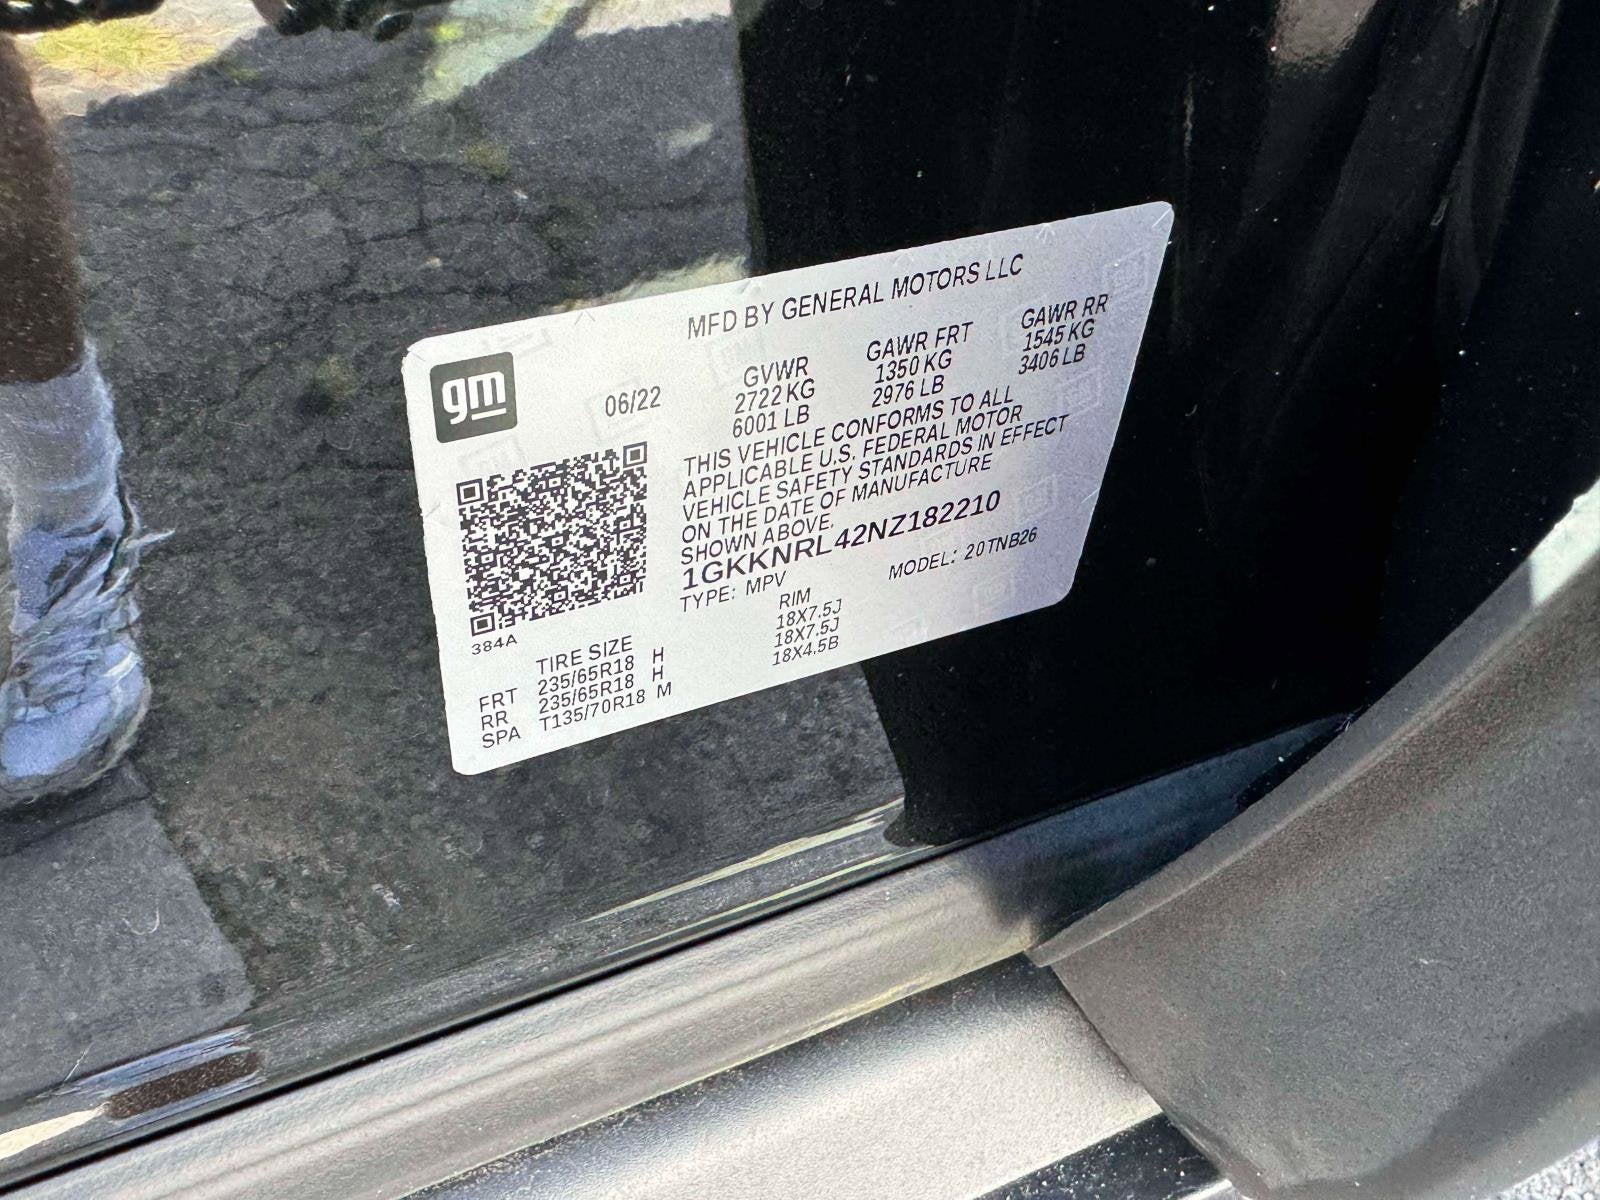 MFD BY GENERAL MOTORS LLC
gm
06/22
GVWR
2722 KG
6001 LB
GAWR FRT
1350 KG
2976 LB
GAWR RR
1545 KG
3406 LB
THIS VEHICLE CONFORMS TO ALL
APPLICABLE U.S. FEDERAL MOTOR
VEHICLE SAFETY STANDARDS IN EFFECT
ON THE DATE OF MANUFACTURE
SHOWN ABOVE.
1GKKNRL42NZ182210
TYPE: MPV MODEL: 20TNB26
384A
TIRE SIZE RIM
FRT 235/65R18 H 18X7.5J
RR 235/65R18 H 18X7.5J
SPA T135/70R18 M 18X4.5B